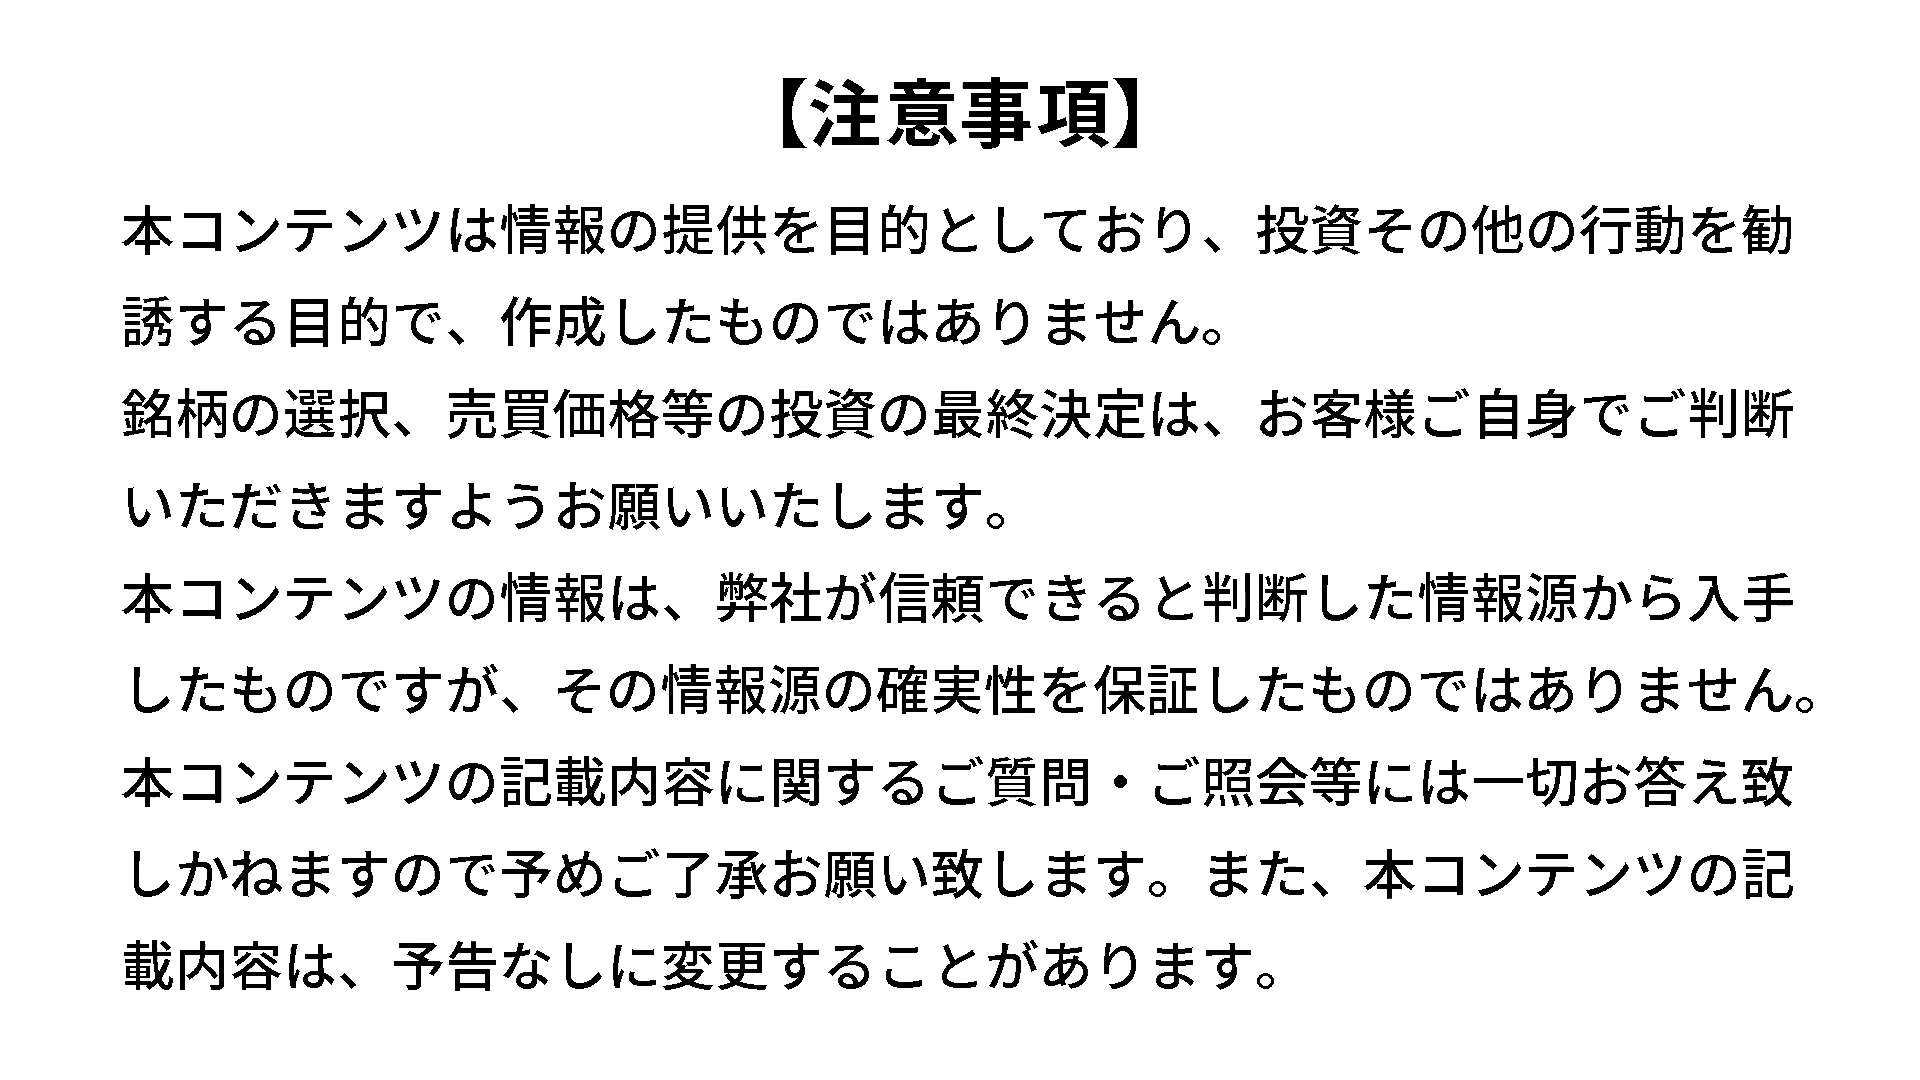 【注意事項】
本コンテンツは情報の提供を目的としており、投資その他の行動を勧
誘する目的で、作成したものではありません。
銘柄の選択、売買価格等の投資の最終決定は、お客様ご自身でご判断
いただきますようお願いいたします。
本コンテンツの情報は、弊社が信頼できると判断した情報源から入手
したものですが、その情報源の確実性を保証したものではありません。
本コンテンツの記載内容に関するご質問・ご照会等には一切お答え致
しかねますので予めご了承お願い致します。また、本コンテンツの記
載内容は、予告なしに変更することがあります。